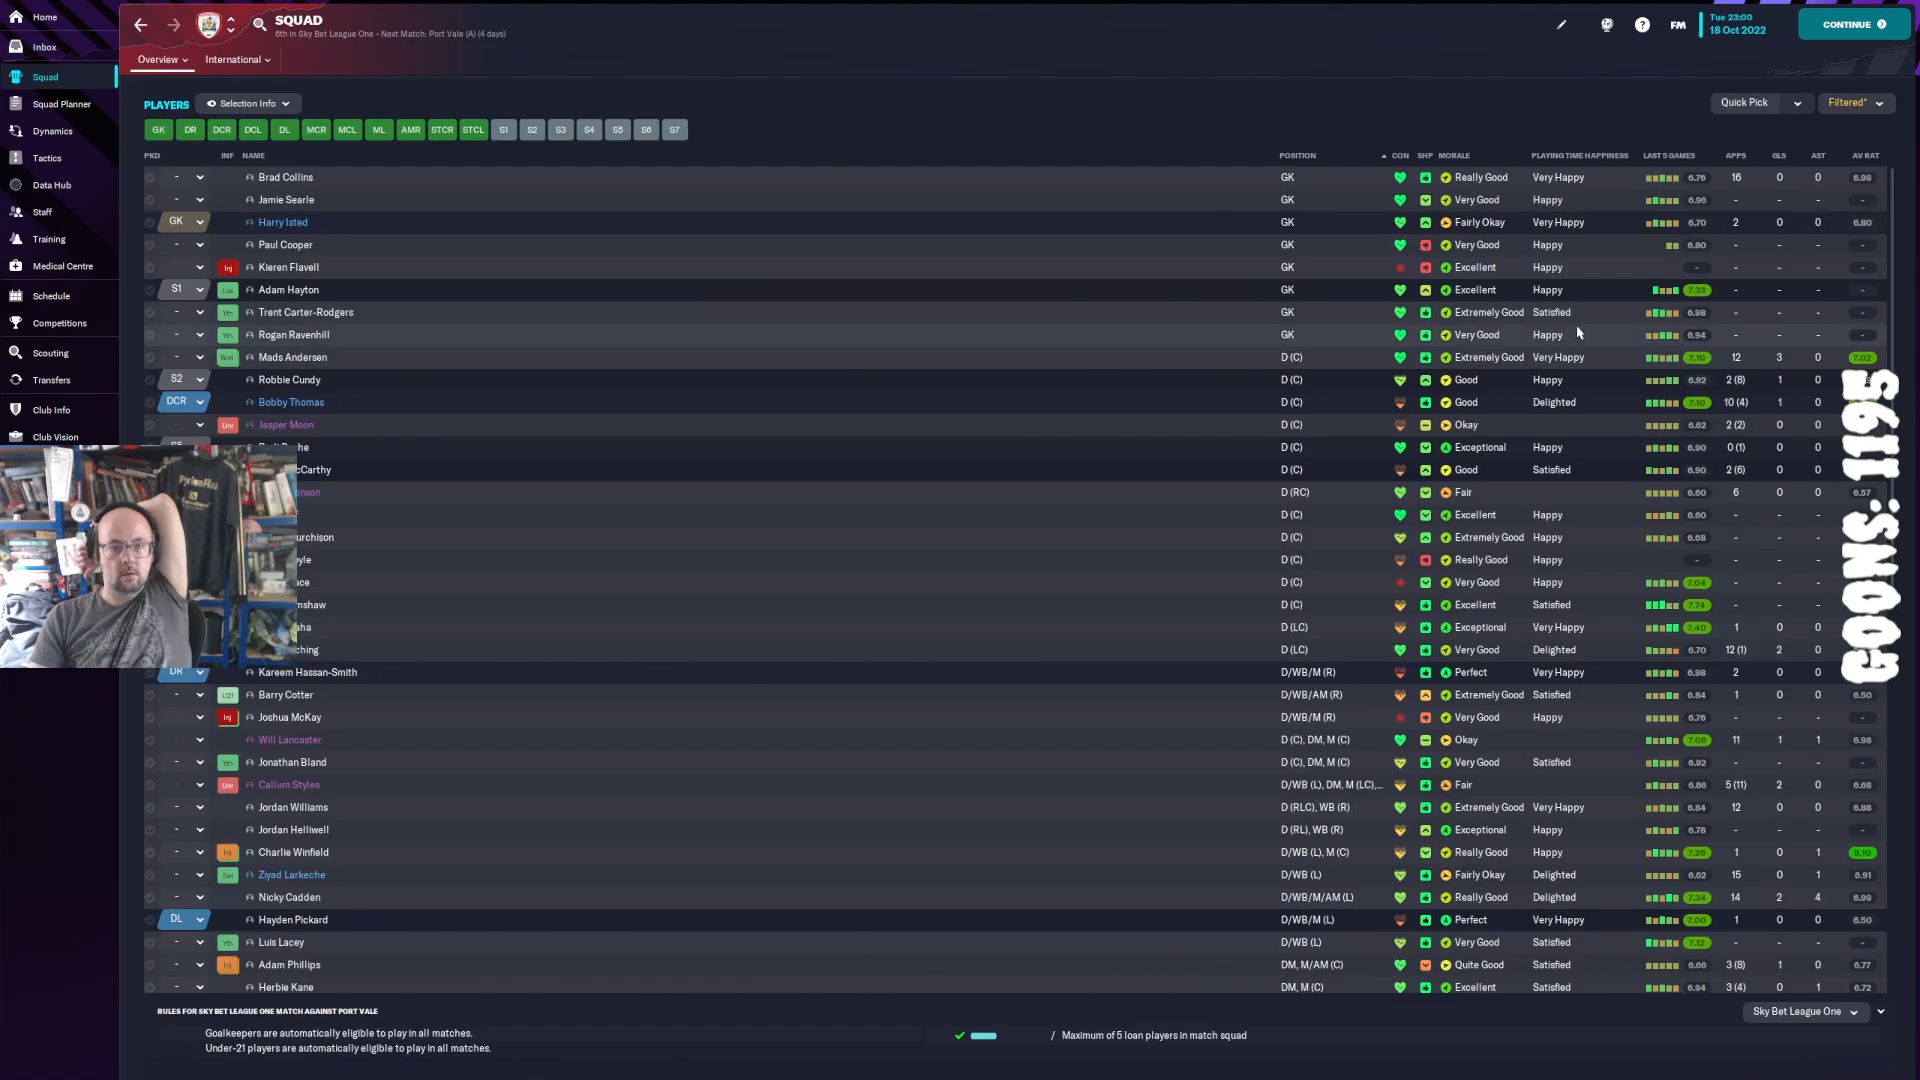 Home
Inbox
Squad
Squad Planner
Dynamics
Tactics
Data Hub
Staff
Training
Medical Centre
Schedule
Competitions
Scouting
Transfers
Club Info
Club Vision
SQUAD
6th in Sky Bet League One - Next Match: Port Vale (A) (4 days)
FM
Tue 23:00
18 Oct 2022
CONTINUE
Overview
International
PLAYERS
Selection Info
Quick Pick
Filtered*
GK DR DCR DCL DL MCR MCL ML AMR STCR STCL S1 S2 S3 S4 S5 S6 S7
PKD INF NAME POSITION CON SHP MORALE PLAYING TIME HAPPINESS LAST 5 GAMES APPS GLS AST AV RAT
- Brad Collins GK Really Good Very Happy 6.76 16 0 0 6.98
- Jamie Searle GK Very Good Happy 6.96 - - - -
GK Harry Isted GK Fairly Okay Very Happy 6.70 2 0 0 6.80
- Paul Cooper GK Very Good Happy 6.80 - - - -
- Inj Kieren Flavell GK Excellent Happy - - - - -
S1 Adam Hayton GK Excellent Happy 7.33 - - - -
- Yth Trent Carter-Rodgers GK Extremely Good Satisfied 6.98 - - - -
- Yth Rogan Ravenhill GK Very Good Happy 6.94 - - - -
- Wnt Mads Andersen D (C) Extremely Good Very Happy 7.10 12 3 0 7.02
S2 Robbie Cundy D (C) Good Happy 6.92 2 (8) 1 0
DCR Bobby Thomas D (C) Good Delighted 7.10 10 (4) 1 0
- Unr Jasper Moon D (C) Okay 6.62 2 (2) 0 0
he D (C) Exceptional Happy 6.90 0 (1) 0 0
cCarthy D (C) Good Satisfied 6.90 2 (6) 0 0
nson D (RC) Fair 6.60 6 0 0 6.57
D (C) Excellent Happy 6.60 - - -
urchison D (C) Extremely Good Happy 6.68 - - -
yle D (C) Really Good Happy - - - -
ace D (C) Very Good Happy 7.04 - - -
mshaw D (C) Excellent Satisfied 7.74 - - -
aha D (LC) Exceptional Very Happy 7.40 1 0 0
ching D (LC) Very Good Delighted 6.70 12 (1) 2 0
DR Kareem Hassan-Smith D/WB/M (R) Perfect Very Happy 6.98 2 0 0
- U21 Barry Cotter D/WB/AM (R) Extremely Good Satisfied 6.84 1 0 0 6.50
- Inj Joshua McKay D/WB/M (R) Very Good Happy 6.76 - - - -
- Will Lancaster D (C), DM, M (C) Okay 7.06 11 1 1 6.98
- Yth Jonathan Bland D (C), DM, M (C) Very Good Satisfied 6.92 - - - -
- Unr Callum Styles D/WB (L), DM, M (LC),... Fair 6.86 5 (11) 2 0 6.68
- Jordan Williams D (RLC), WB (R) Extremely Good Very Happy 6.84 12 0 0 6.88
- Jordan Helliwell D (RL), WB (R) Exceptional Happy 6.78 - - - -
- Inj Charlie Winfield D/WB (L), M (C) Really Good Happy 7.26 1 0 1 8.10
- Ziyad Larkeche D/WB (L) Fairly Okay Delighted 6.62 15 0 1 6.91
- Nicky Cadden D/WB/M/AM (L) Really Good Delighted 7.34 14 2 4 6.99
DL Hayden Pickard D/WB/M (L) Perfect Very Happy 7.00 1 0 0 6.50
- Yth Luis Lacey D/WB (L) Very Good Satisfied 7.12 - - - -
- Inj Adam Phillips DM, M/AM (C) Quite Good Satisfied 6.66 3 (8) 1 0 6.77
- Herbie Kane DM, M (C) Excellent Satisfied 6.94 3 (4) 0 1 6.72
GOONS: 1195
RULES FOR SKY BET LEAGUE ONE MATCH AGAINST PORT VALE
Sky Bet League One
Goalkeepers are automatically eligible to play in all matches.
Under-21 players are automatically eligible to play in all matches.
/ Maximum of 5 loan players in match squad